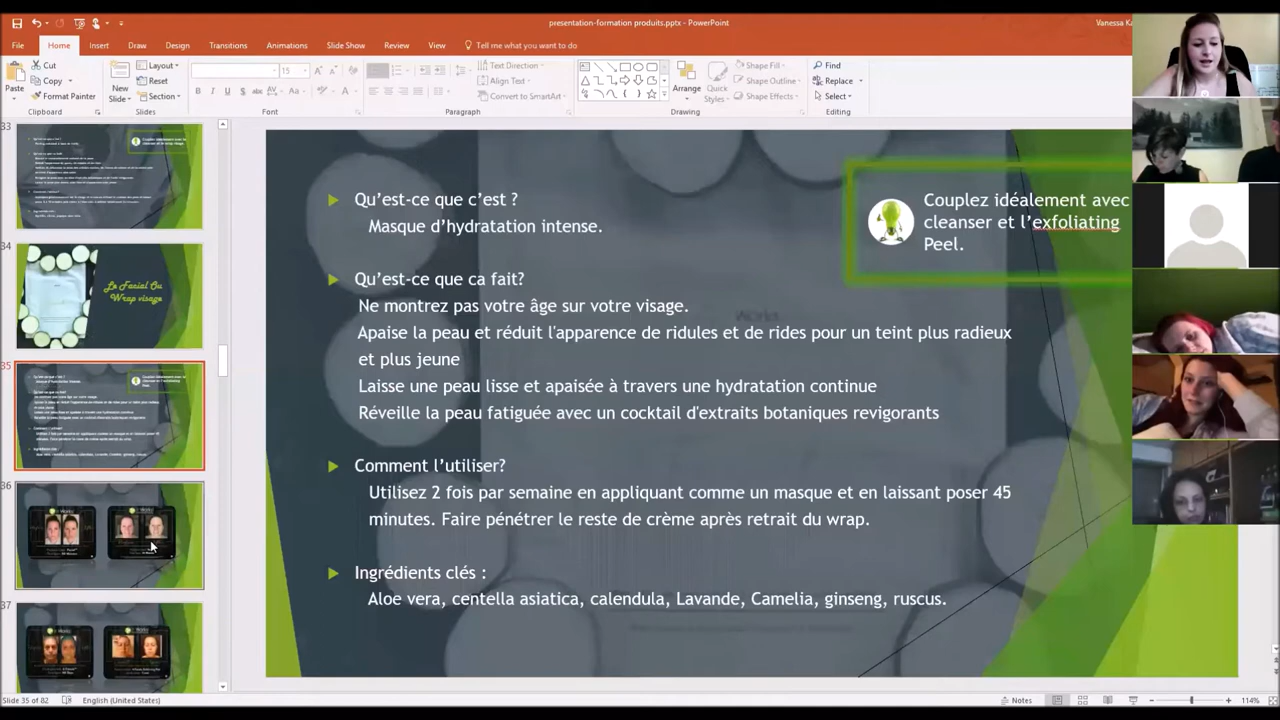 presentation-formation produits.pptx - PowerPoint
Vanessa
File Home Insert Draw Design Transitions Animations Slide Show Review View Tell me what you want to do
Paste
Cut
Copy
Format Painter
Clipboard
New Slide
Layout
Reset
Section
Slides
15
Font
Text Direction
Align Text
Convert to SmartArt
Paragraph
Arrange
Quick Styles
Shape Fill
Shape Outline
Shape Effects
Drawing
Find
Replace
Select
Editing
33
34
Le Facial Ou
Wrap visage
35
36
37
Qu’est-ce que c’est ?
Masque d’hydratation intense.
Qu’est-ce que ca fait?
Ne montrez pas votre âge sur votre visage.
Apaise la peau et réduit l'apparence de ridules et de rides pour un teint plus radieux
et plus jeune
Laisse une peau lisse et apaisée à travers une hydratation continue
Réveille la peau fatiguée avec un cocktail d'extraits botaniques revigorants
Comment l’utiliser?
Utilisez 2 fois par semaine en appliquant comme un masque et en laissant poser 45
minutes. Faire pénétrer le reste de crème après retrait du wrap.
Ingrédients clés :
Aloe vera, centella asiatica, calendula, Lavande, Camelia, ginseng, ruscus.
Couplez idéalement avec
cleanser et l’exfoliating
Peel.
Slide 35 of 82 English (United States) Notes 114%